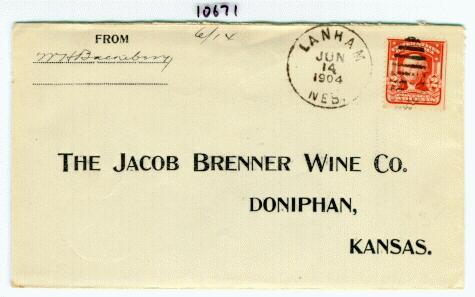 10671
FROM
6/14
W H
LANHAM
JUN
14
1904
NEB.
THE JACOB BRENNER WINE CO.
DONIPHAN,
KANSAS.